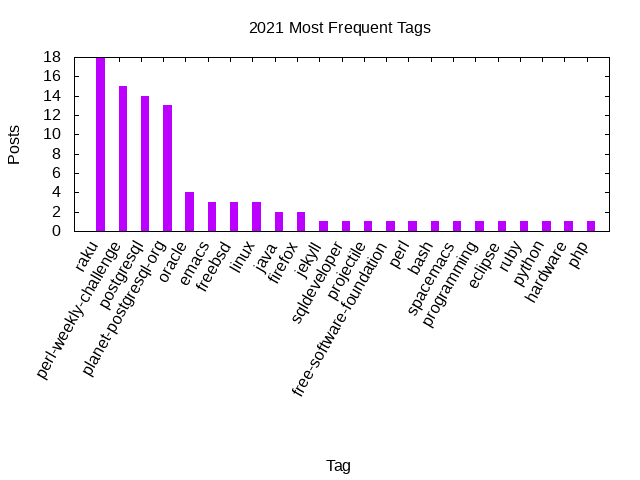 2021 Most Frequent Tags
Posts
18
16
14
12
10
8
6
4
2
0
raku
perl-weekly-challenge
postgresql
planet-postgresql-org
oracle
emacs
freebsd
linux
java
firefox
jekyll
sqldeveloper
projectile
free-software-foundation
perl
bash
spacemacs
programming
eclipse
ruby
python
hardware
php
Tag